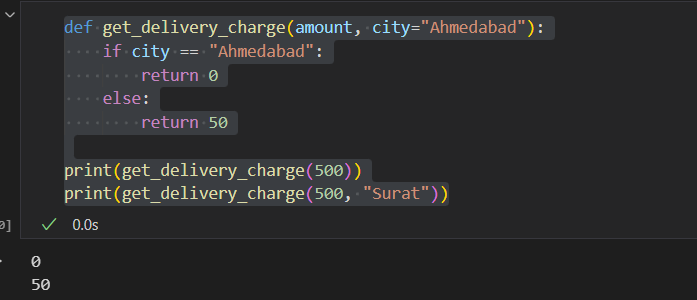 def get_delivery_charge(amount, city="Ahmedabad"):
    if city == "Ahmedabad":
        return 0
    else:
        return 50

print(get_delivery_charge(500))
print(get_delivery_charge(500, "Surat"))
0]
0.0s
0
50